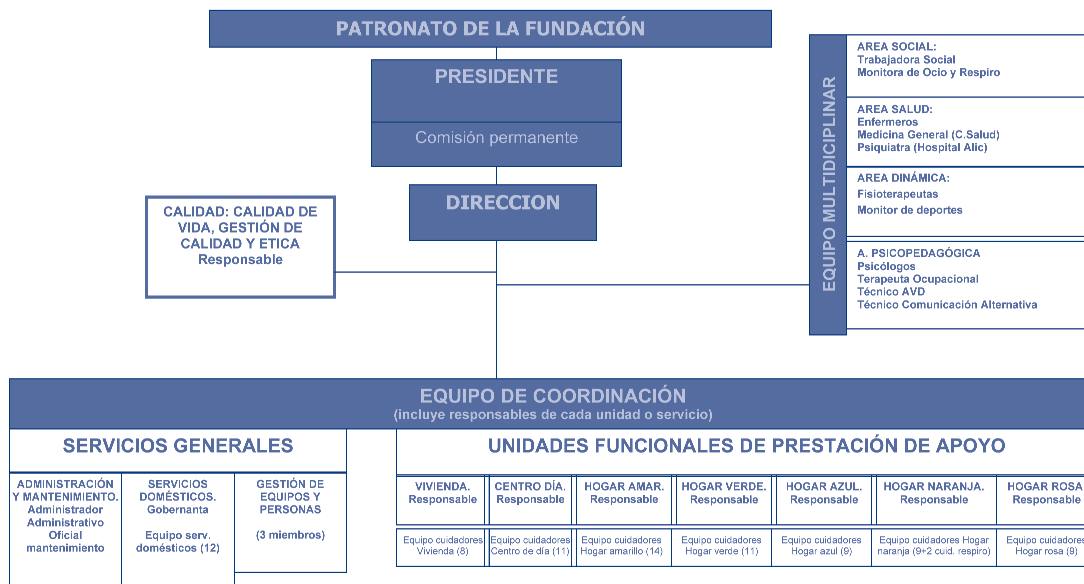 PATRONATO DE LA FUNDACIÓN
PRESIDENTE
Comisión permanente
DIRECCION
CALIDAD: CALIDAD DE
VIDA, GESTIÓN DE
CALIDAD Y ETICA
Responsable
EQUIPO MULTIDICIPLINAR
AREA SOCIAL:
Trabajadora Social
Monitora de Ocio y Respiro
AREA SALUD:
Enfermeros
Medicina General (C.Salud)
Psiquiatra (Hospital Alic)
AREA DINÁMICA:
Fisioterapeutas
Monitor de deportes
A. PSICOPEDAGÓGICA
Psicólogos
Terapeuta Ocupacional
Técnico AVD
Técnico Comunicación Alternativa
EQUIPO DE COORDINACIÓN
(incluye responsables de cada unidad o servicio)
SERVICIOS GENERALES
ADMINISTRACIÓN
Y MANTENIMIENTO.
Administrador
Administrativo
Oficial
mantenimiento
SERVICIOS
DOMÉSTICOS.
Gobernanta
Equipo serv.
domésticos (12)
GESTIÓN DE
EQUIPOS Y
PERSONAS
(3 miembros)
UNIDADES FUNCIONALES DE PRESTACIÓN DE APOYO
VIVIENDA.
Responsable
Equipo cuidadores
Vivienda (8)
CENTRO DÍA.
Responsable
Equipo cuidadores
Centro de día (11)
HOGAR AMAR.
Responsable
Equipo cuidadores
Hogar amarillo (14)
HOGAR VERDE.
Responsable
Equipo cuidadores
Hogar verde (11)
HOGAR AZUL.
Responsable
Equipo cuidadores
Hogar azul (9)
HOGAR NARANJA.
Responsable
Equipo cuidadores Hogar
naranja (9+2 cuid. respiro)
HOGAR ROSA
Responsable
Equipo cuidadores
Hogar rosa (9)